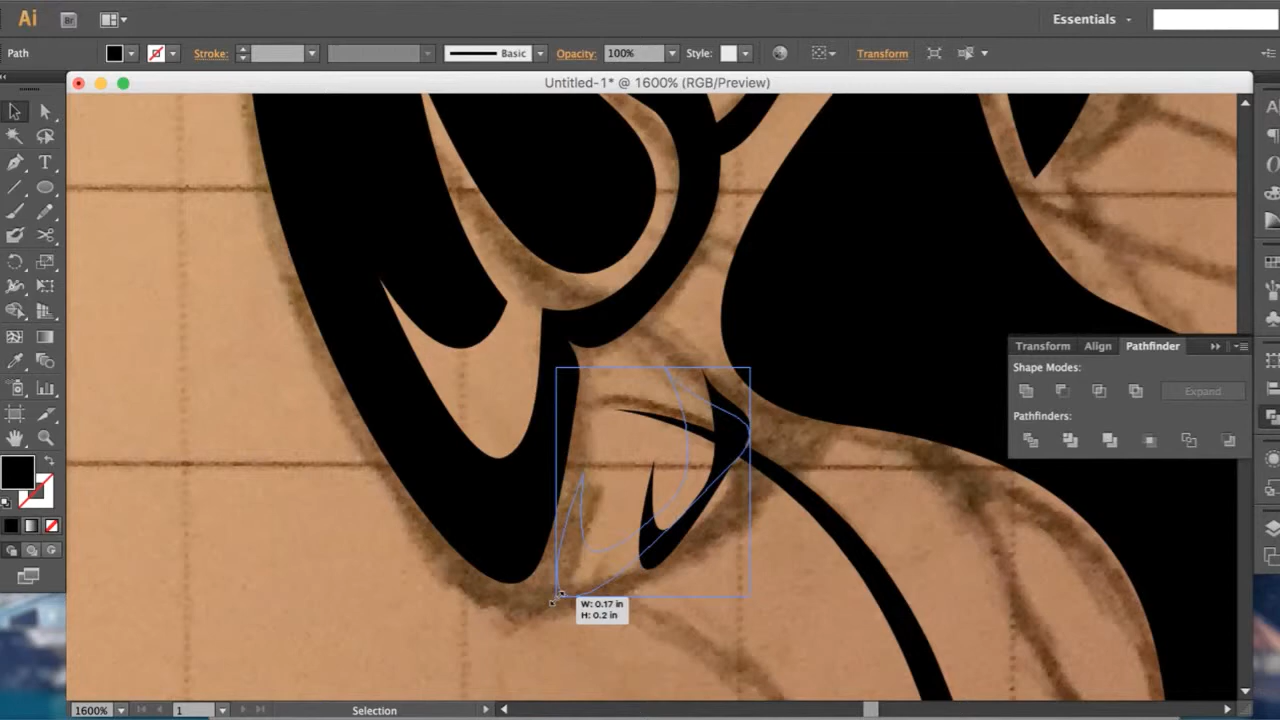 Ai Br Essentials
Path Stroke: Basic Opacity: 100% Style: Transform
Untitled-1* @ 1600% (RGB/Preview)
T
Transform Align Pathfinder
Shape Modes:
Expand
Pathfinders:
W: 0.17 in
H: 0.2 in
1600% 1 Selection